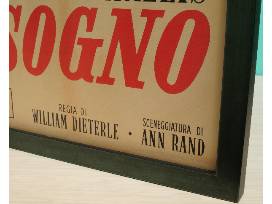 SOGNO
REGIA DI
WILLIAM DIETERLE •
SCENEGGIATURA DI
ANN RAND